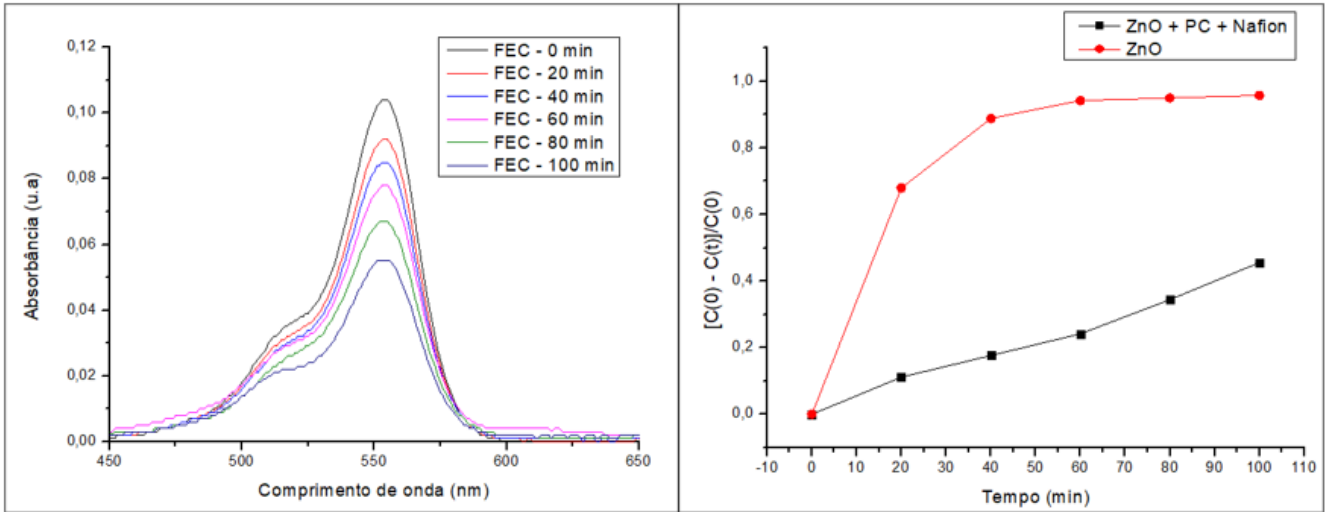 0,12
0,10
0,08
0,06
0,04
0,02
0,00
Absorbância (u.a)
FEC - 0 min
FEC - 20 min
FEC - 40 min
FEC - 60 min
FEC - 80 min
FEC - 100 min
450 500 550 600 650
Comprimento de onda (nm)
ZnO + PC + Nafion
ZnO
1,0
0,8
0,6
0,4
0,2
0,0
[C(0) - C(t)]/C(0)
-10 0 10 20 30 40 50 60 70 80 90 100 110
Tempo (min)